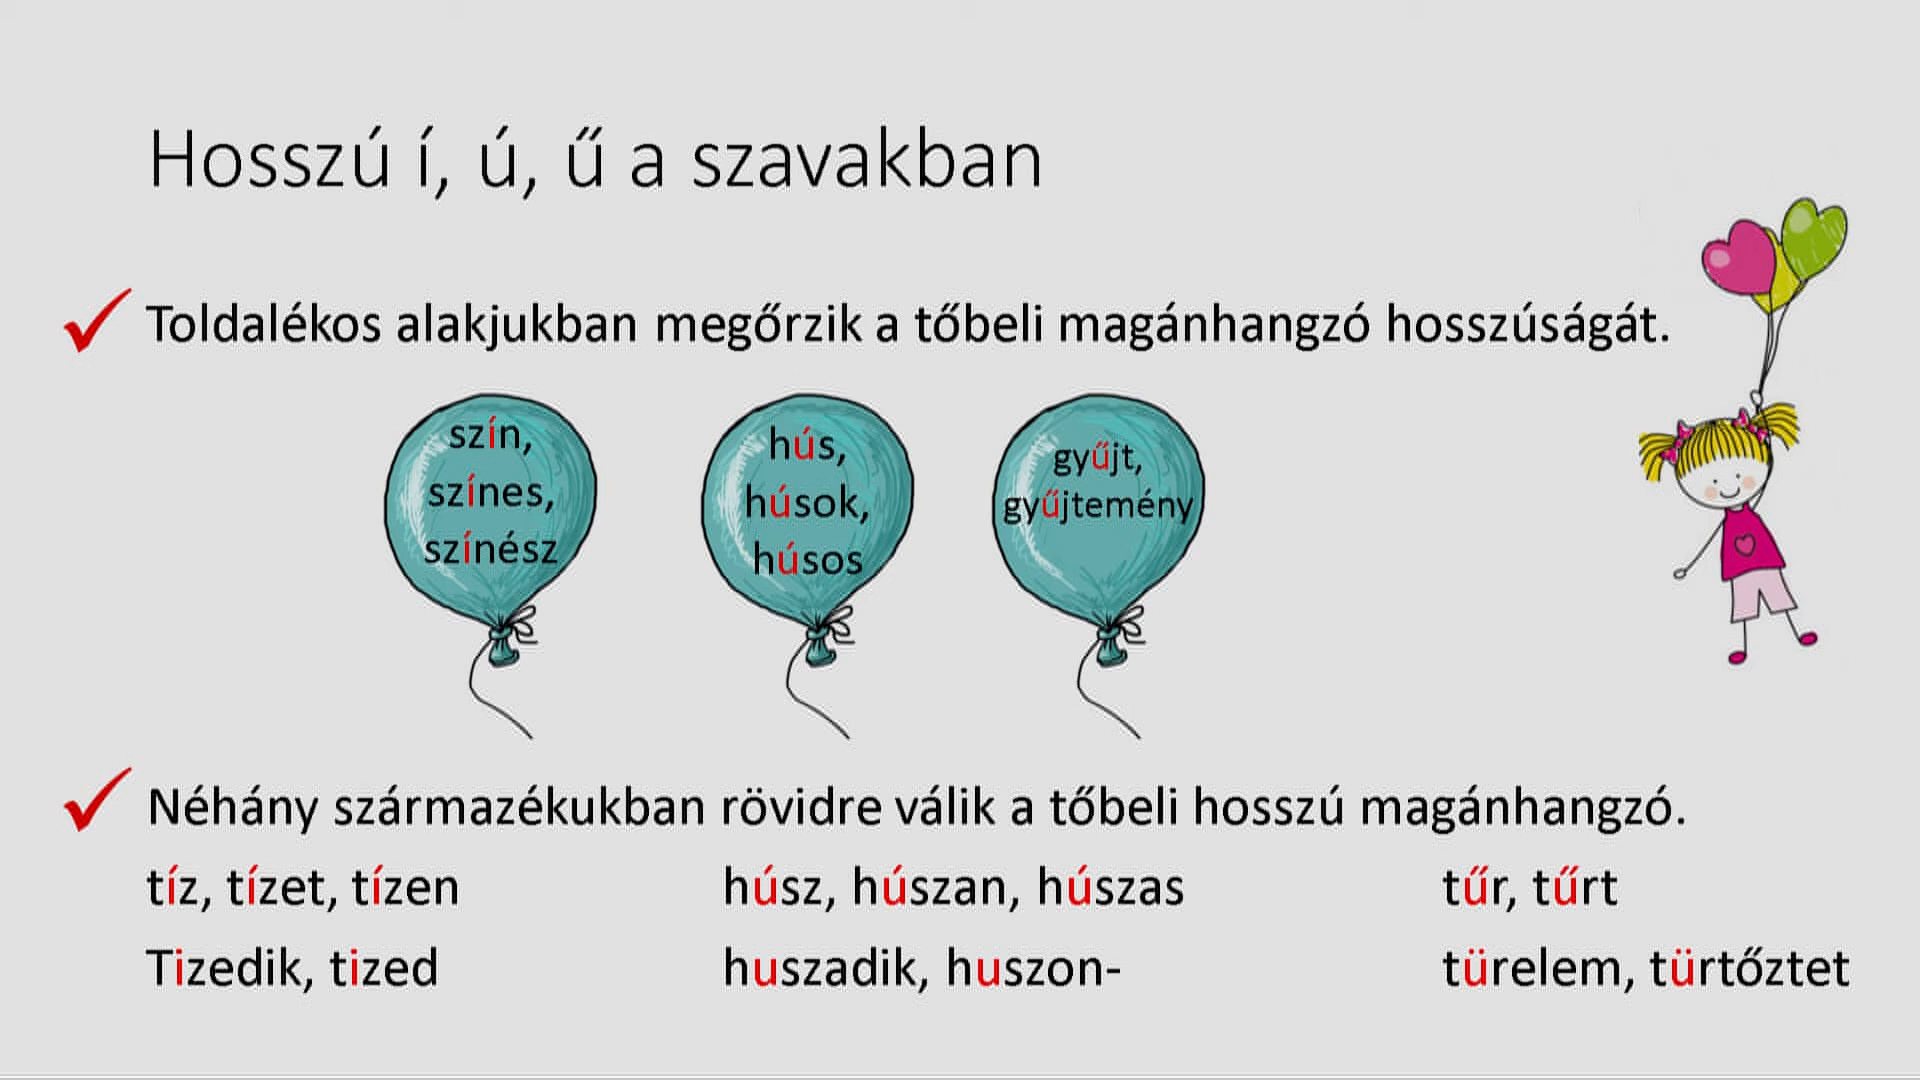 Hosszú í, ú, ű a szavakban
Toldalékos alakjukban megőrzik a tőbeli magánhangzó hosszúságát.
szín,
színes,
színész
hús,
húsok,
húsos
gyűjt,
gyűjtemény
Néhány származékukban rövidre válik a tőbeli hosszú magánhangzó.
tíz, tízet, tízen
Tizedik, tized
húsz, húszan, húszas
huszadik, huszon-
tűr, tűrt
türelem, türtőztet